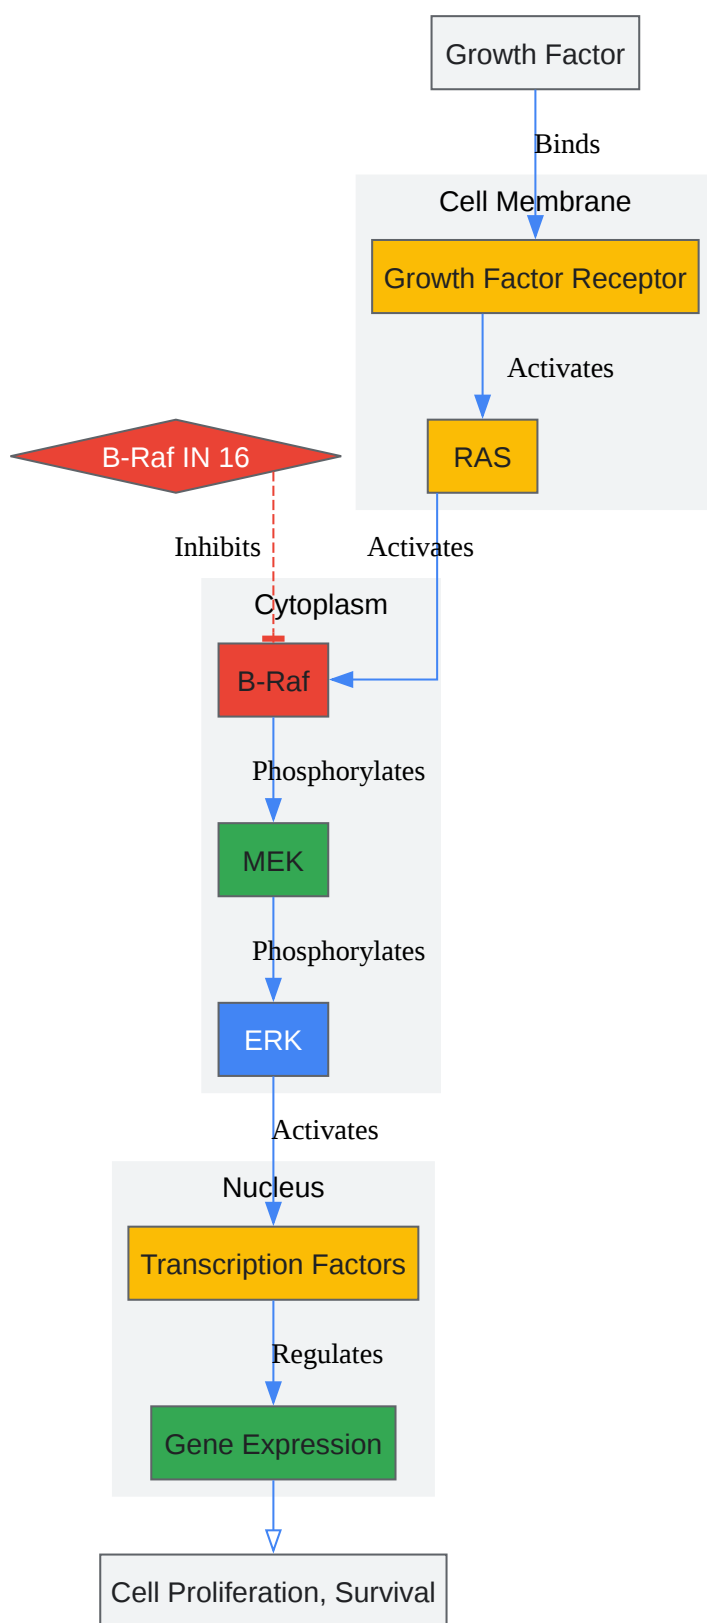 Growth Factor
Binds
Cell Membrane
Growth Factor Receptor
Activates
RAS
B-Raf IN 16
Inhibits
Activates
Cytoplasm
B-Raf
Phosphorylates
MEK
Phosphorylates
ERK
Activates
Nucleus
Transcription Factors
Regulates
Gene Expression
Cell Proliferation, Survival